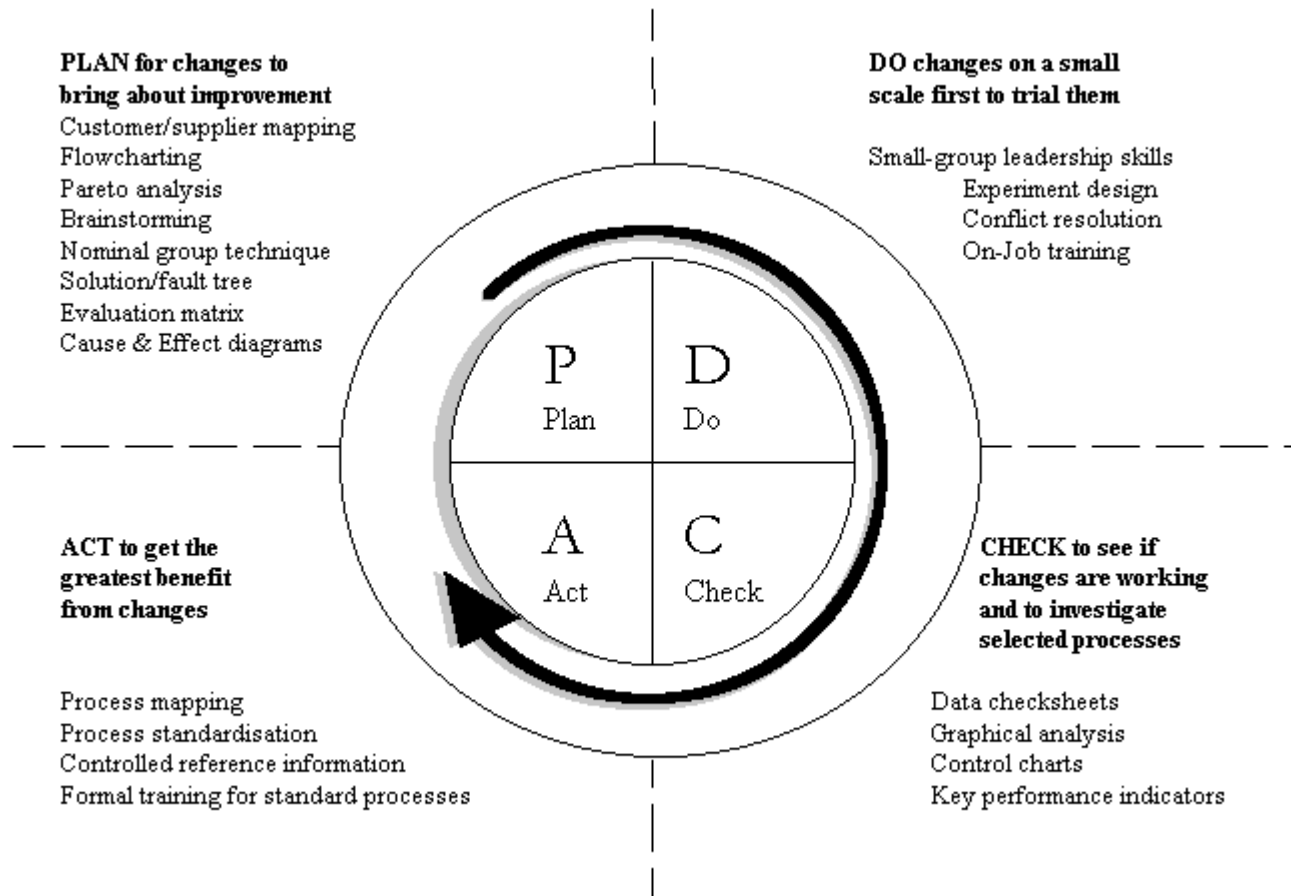 PLAN for changes to
bring about improvement
Customer/supplier mapping
Flowcharting
Pareto analysis
Brainstorming
Nominal group technique
Solution/fault tree
Evaluation matrix
Cause & Effect diagrams
DO changes on a small
scale first to trial them
Small-group leadership skills
Experiment design
Conflict resolution
On-Job training
P
Plan
D
Do
A
Act
C
Check
ACT to get the
greatest benefit
from changes
Process mapping
Process standardisation
Controlled reference information
Formal training for standard processes
CHECK to see if
changes are working
and to investigate
selected processes
Data checksheets
Graphical analysis
Control charts
Key performance indicators